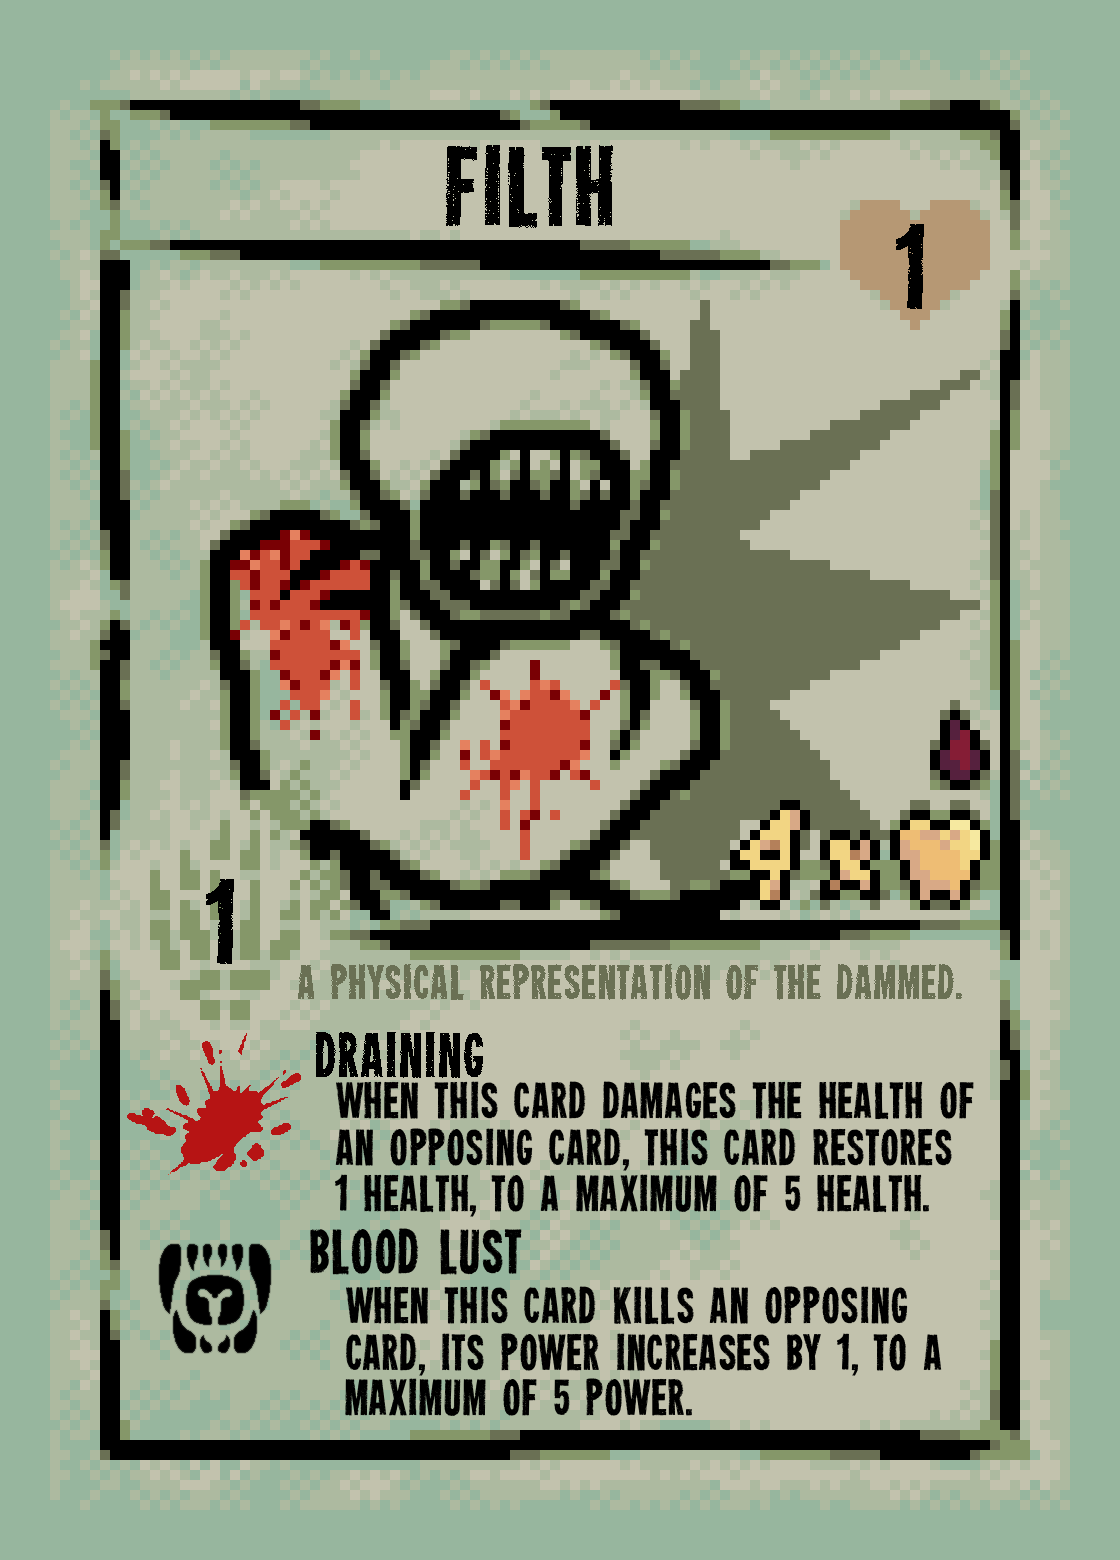 FILTH
1
4 x
1
A PHYSICAL REPRESENTATION OF THE DAMMED.
DRAINING
WHEN THIS CARD DAMAGES THE HEALTH OF
AN OPPOSING CARD, THIS CARD RESTORES
1 HEALTH, TO A MAXIMUM OF 5 HEALTH.
BLOOD LUST
WHEN THIS CARD KILLS AN OPPOSING
CARD, ITS POWER INCREASES BY 1, TO A
MAXIMUM OF 5 POWER.